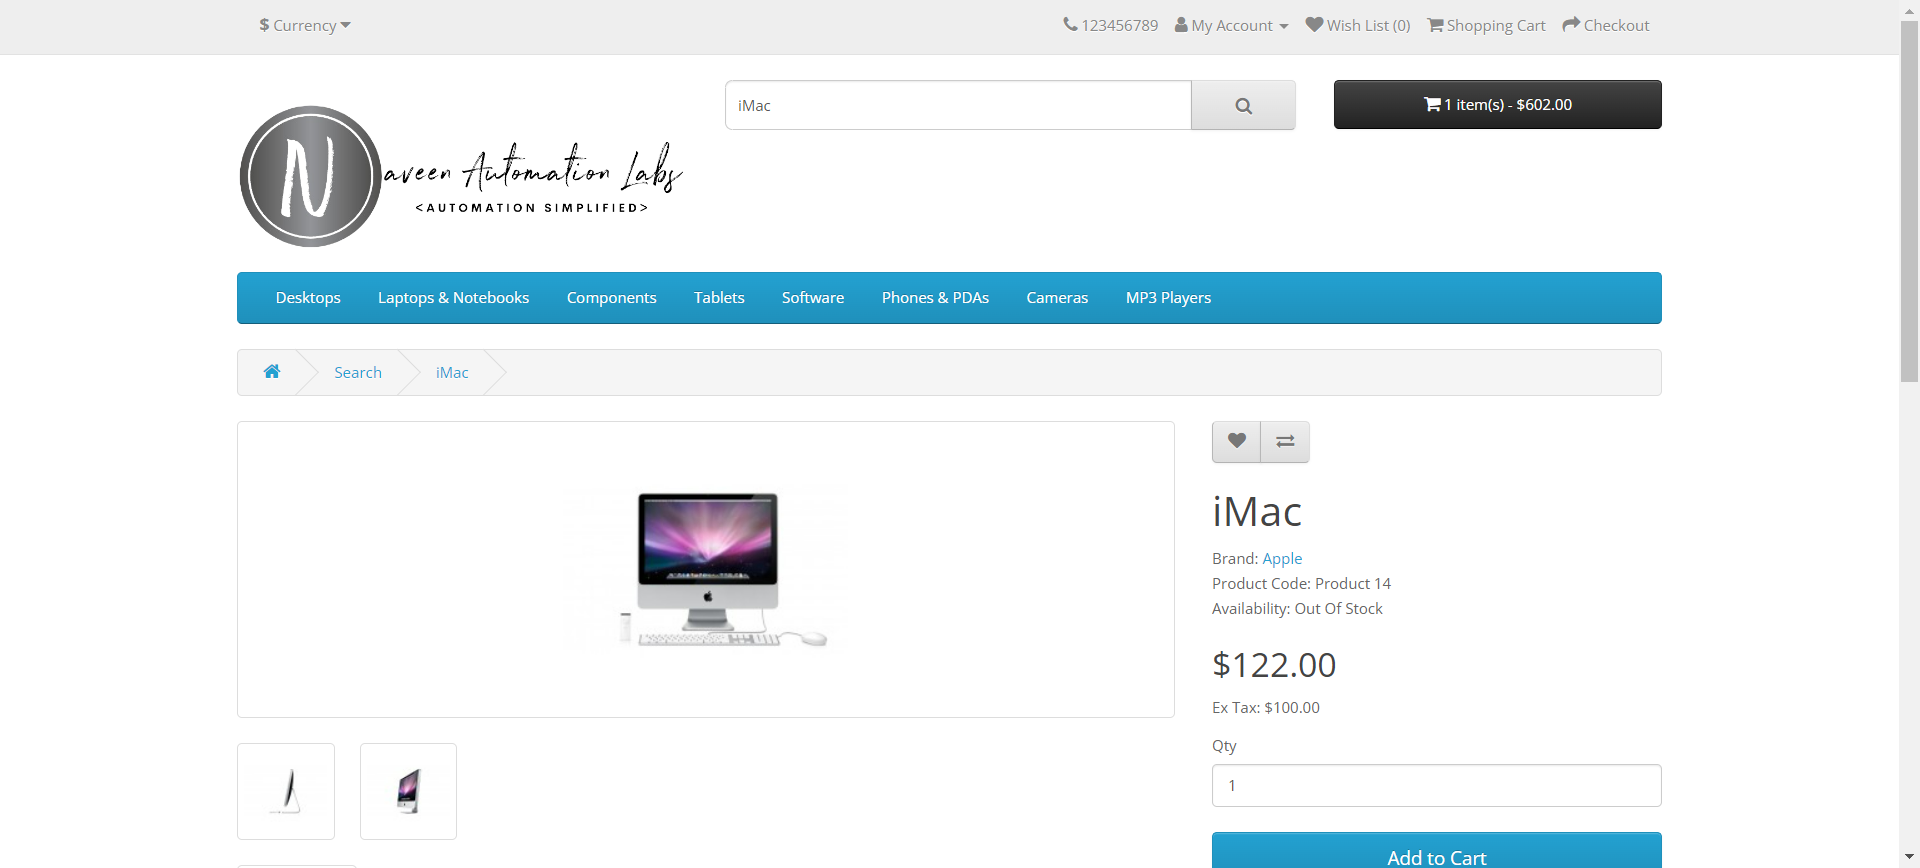 $ Currency
123456789 My Account Wish List (0) Shopping Cart Checkout
iMac
1 item(s) - $602.00
N
aveen Automation Labs
<AUTOMATION SIMPLIFIED>
Desktops Laptops & Notebooks Components Tablets Software Phones & PDAs Cameras MP3 Players
Search iMac
iMac
Brand: Apple
Product Code: Product 14
Availability: Out Of Stock
$122.00
Ex Tax: $100.00
Qty
1
Add to Cart